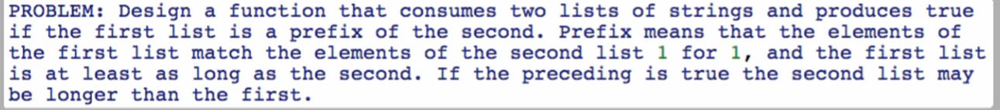 PROBLEM: Design a function that consumes two lists of strings and produces true
if the first list is a prefix of the second. Prefix means that the elements of
the first list match the elements of the second list 1 for 1, and the first list
is at least as long as the second. If the preceding is true the second list may
be longer than the first.